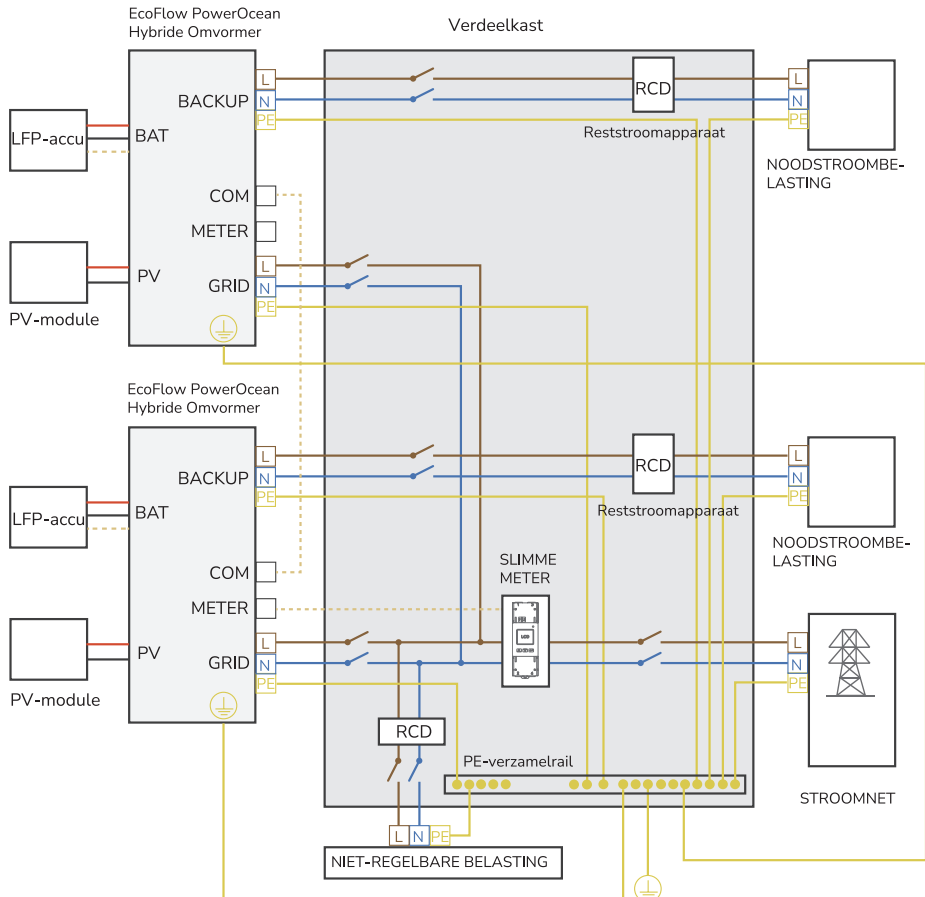 EcoFlow PowerOcean
Hybride Omvormer
Verdeelkast
L
N
PE
BACKUP
RCD
L
N
PE
LFP-accu
BAT
Reststroomapparaat
NOODSTROOMBE-
LASTING
COM
METER
L
N
PE
GRID
PV
PV-module
EcoFlow PowerOcean
Hybride Omvormer
L
N
PE
BACKUP
RCD
L
N
PE
LFP-accu
BAT
Reststroomapparaat
NOODSTROOMBE-
LASTING
COM
SLIMME
METER
METER
L
N
PE
GRID
PV
L
N
PE
PV-module
RCD
PE-verzamelrail
STROOMNET
L N PE
NIET-REGELBARE BELASTING